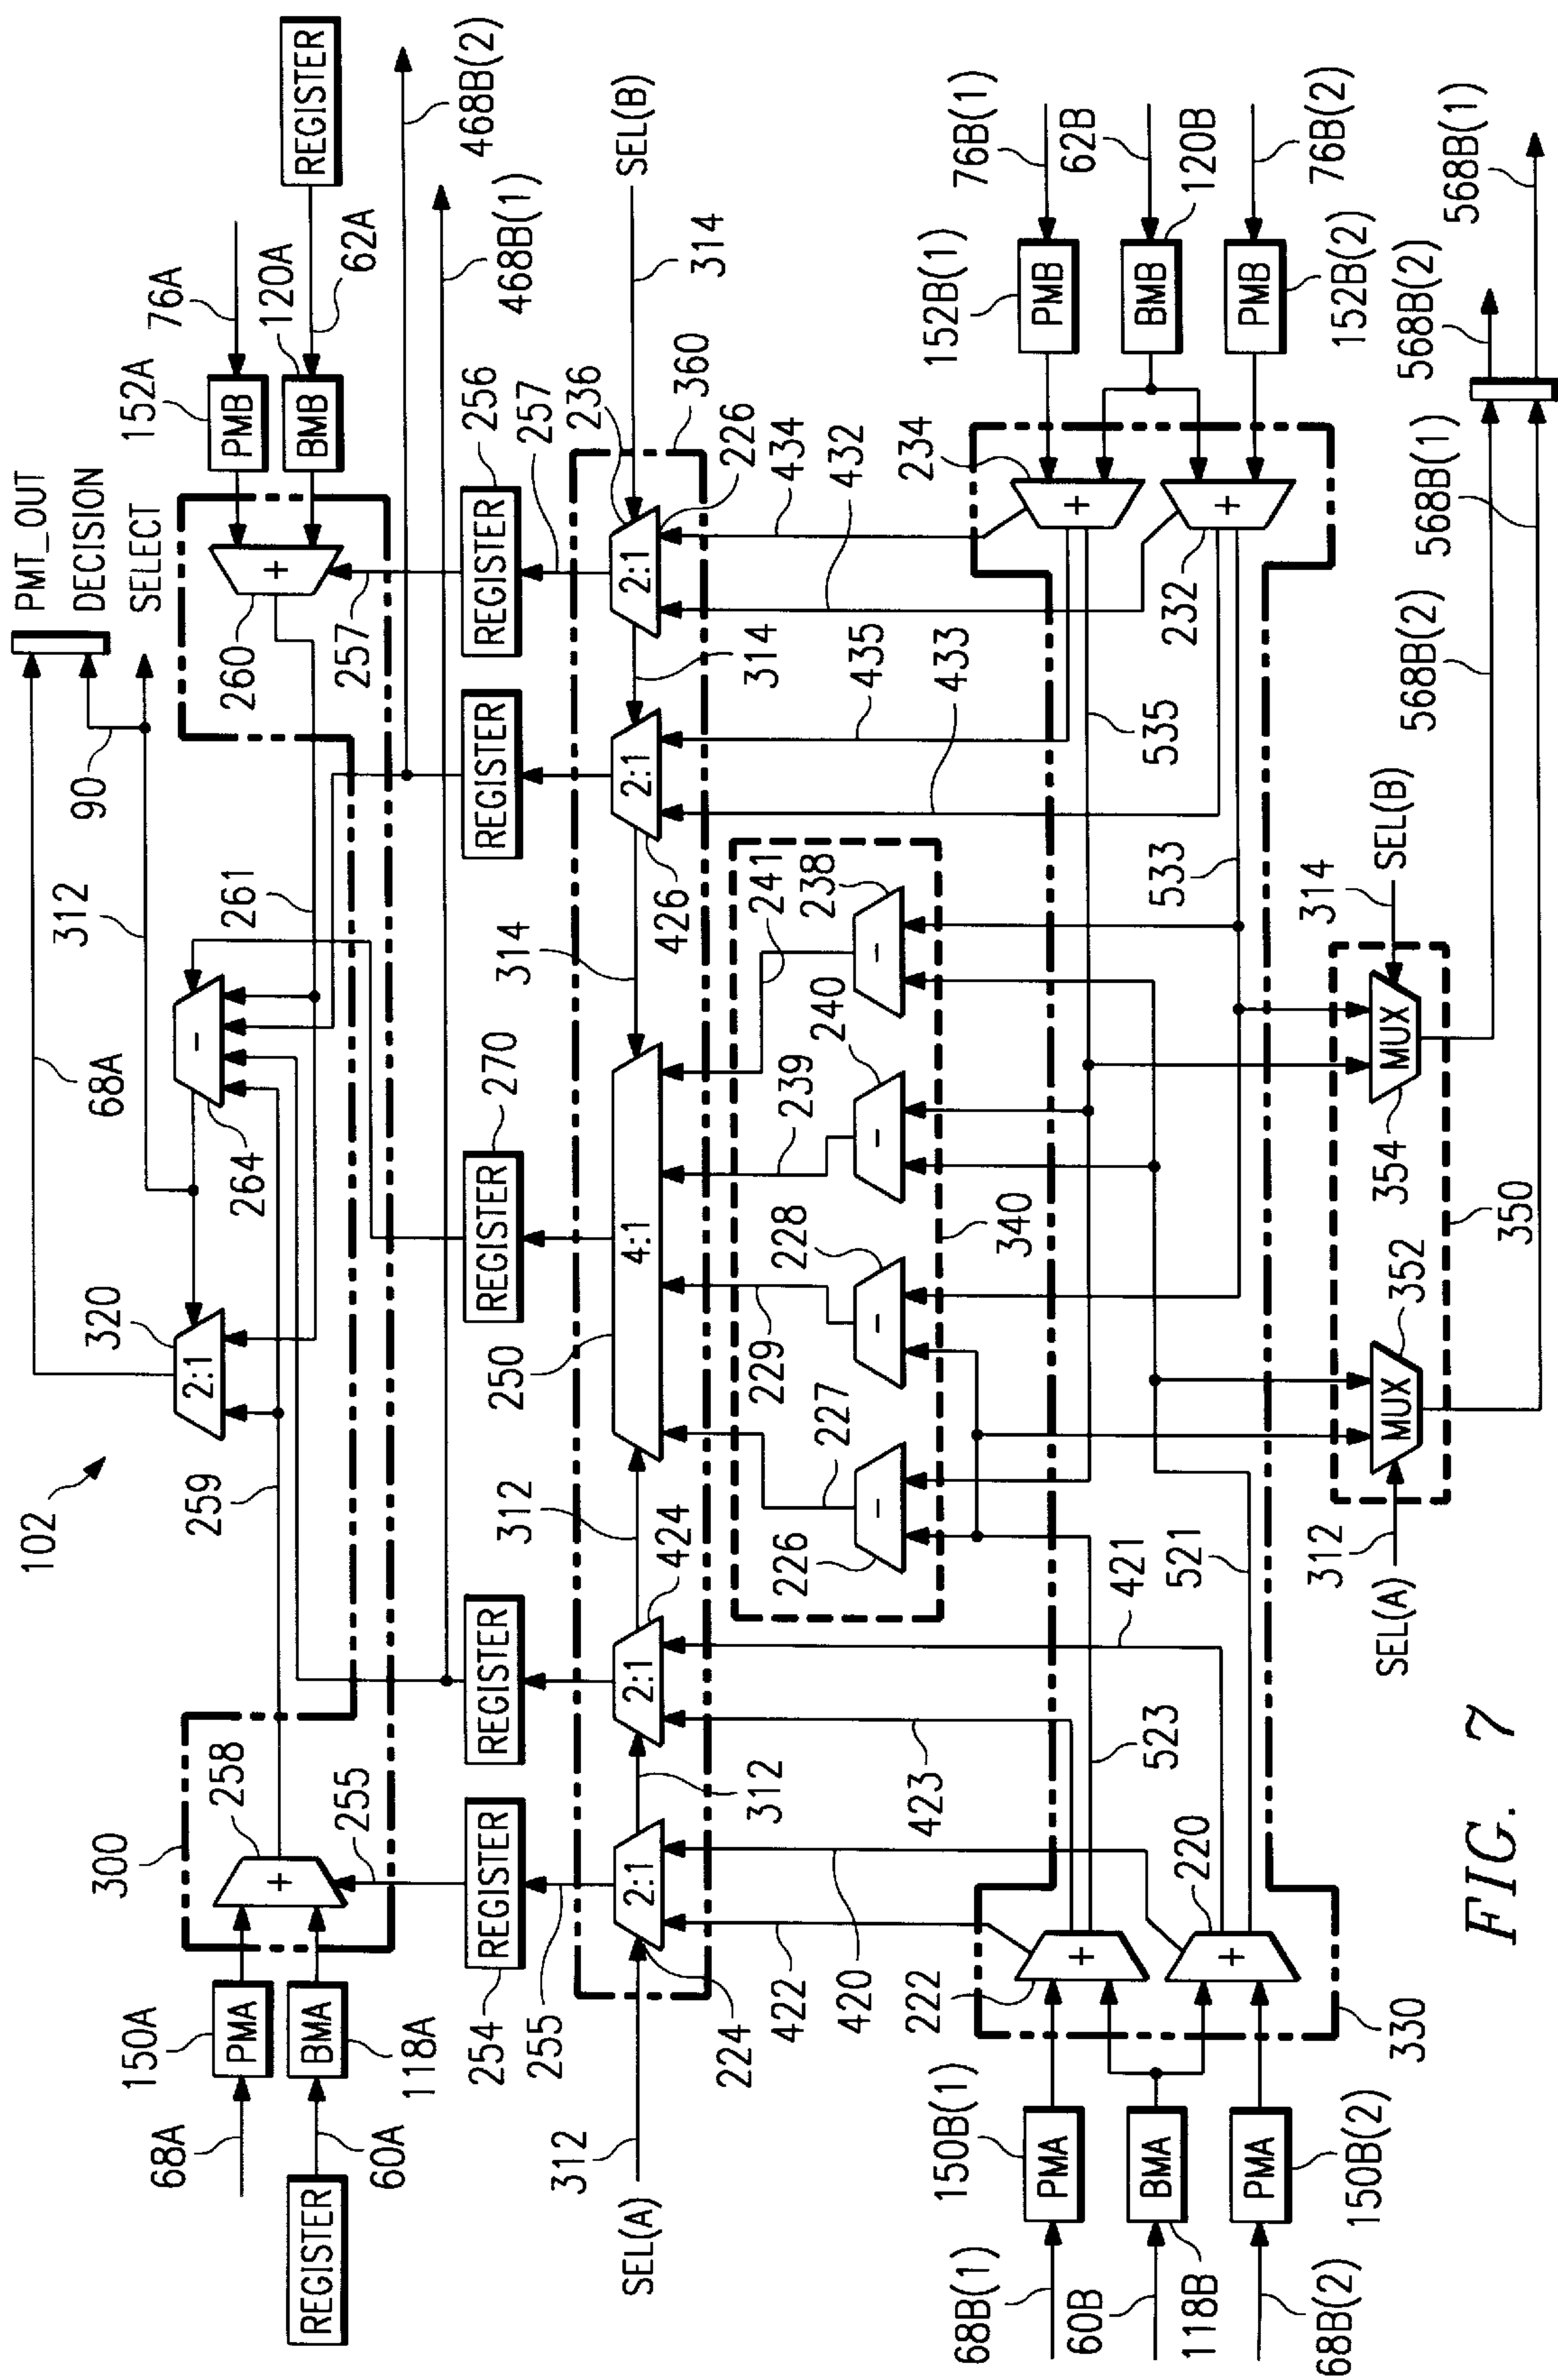 102
PMT_OUT
DECISION
SELECT
90
312
68A
76A
152A
PMB
120A
BMB
REGISTER
62A
468B(2)
468B(1)
320
2:1
264
−
259
261
260
+
257
300
258
+
255
150A
PMA
68A
BMA
118A
60A
REGISTER
254
REGISTER
255
REGISTER
270
REGISTER
REGISTER
256
REGISTER
257
236
360
SEL(A)
312
224
2:1
312
424
2:1
312
250
4:1
314
426
2:1
314
226
2:1
314
SEL(B)
422
420
423
421
226
−
227
228
−
229
240
−
239
238
−
241
340
435
433
434
432
535
533
523
521
222
+
220
+
330
234
+
232
+
68B(1)
150B(1)
PMA
60B
BMA
118B
68B(2)
PMA
150B(2)
152B(1)
PMB
76B(1)
62B
BMB
120B
PMB
76B(2)
152B(2)
SEL(A)
312
MUX
352
350
MUX
354
314
SEL(B)
568B(2)
568B(1)
568B(1)
568B(2)
568B(1)
FIG. 7